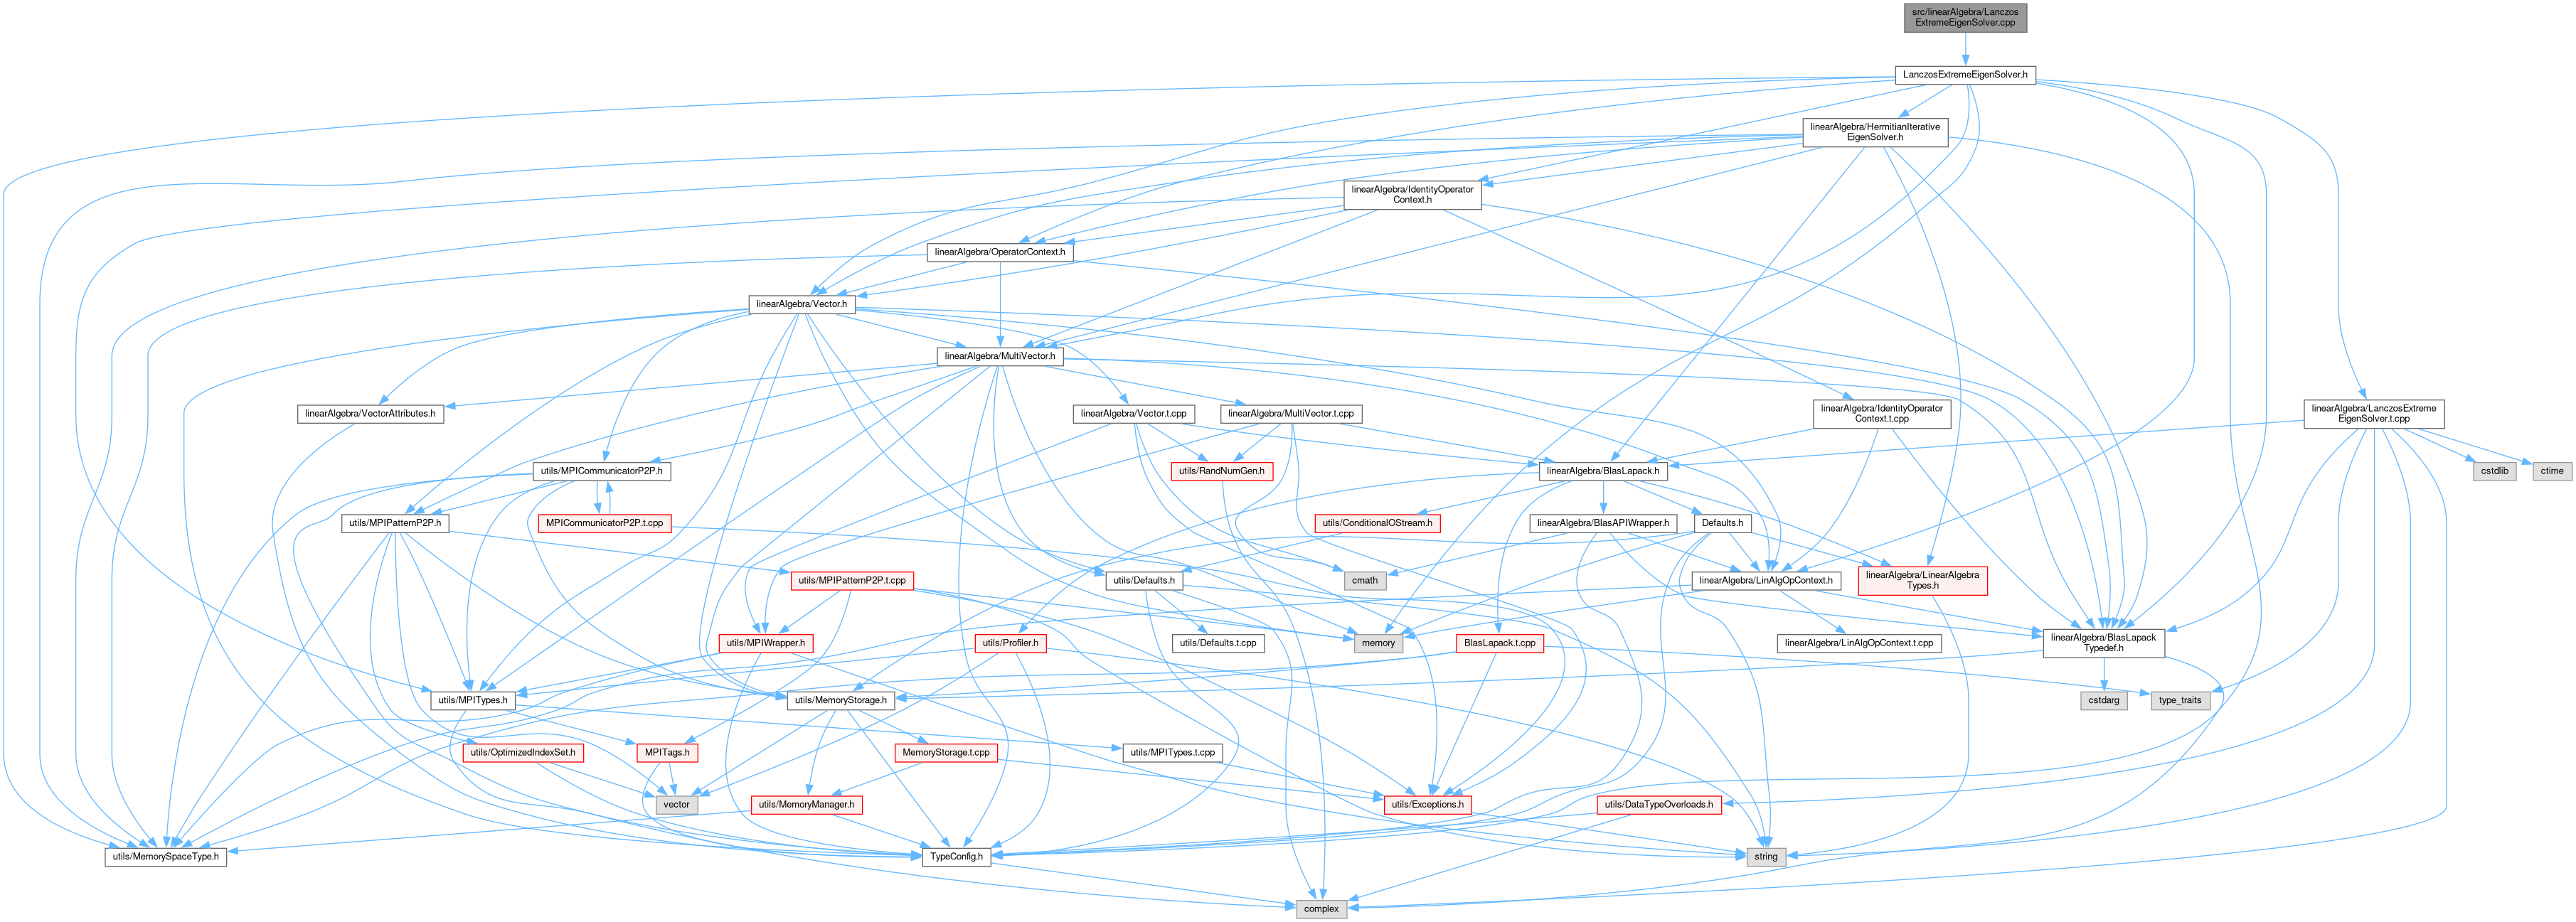 src/linearAlgebra/Lanczos
ExtremeEigenSolver.cpp
LanczosExtremeEigenSolver.h
linearAlgebra/HermitianIterative
EigenSolver.h
linearAlgebra/IdentityOperator
Context.h
linearAlgebra/OperatorContext.h
linearAlgebra/Vector.h
linearAlgebra/MultiVector.h
linearAlgebra/VectorAttributes.h
linearAlgebra/Vector.t.cpp
linearAlgebra/MultiVector.t.cpp
linearAlgebra/IdentityOperator
Context.t.cpp
linearAlgebra/LanczosExtreme
EigenSolver.t.cpp
utils/MPICommunicatorP2P.h
utils/RandNumGen.h
linearAlgebra/BlasLapack.h
cstdlib
ctime
utils/MPIPatternP2P.h
MPICommunicatorP2P.t.cpp
utils/ConditionalOStream.h
linearAlgebra/BlasAPIWrapper.h
Defaults.h
utils/MPIPatternP2P.t.cpp
utils/Defaults.h
cmath
linearAlgebra/LinAlgOpContext.h
linearAlgebra/LinearAlgebra
Types.h
utils/MPIWrapper.h
utils/Profiler.h
utils/Defaults.t.cpp
memory
BlasLapack.t.cpp
linearAlgebra/LinAlgOpContext.t.cpp
linearAlgebra/BlasLapack
Typedef.h
utils/MPITypes.h
utils/MemoryStorage.h
cstdarg
type_traits
utils/OptimizedIndexSet.h
MPITags.h
MemoryStorage.t.cpp
utils/MPITypes.t.cpp
vector
utils/MemoryManager.h
utils/Exceptions.h
utils/DataTypeOverloads.h
utils/MemorySpaceType.h
TypeConfig.h
string
complex